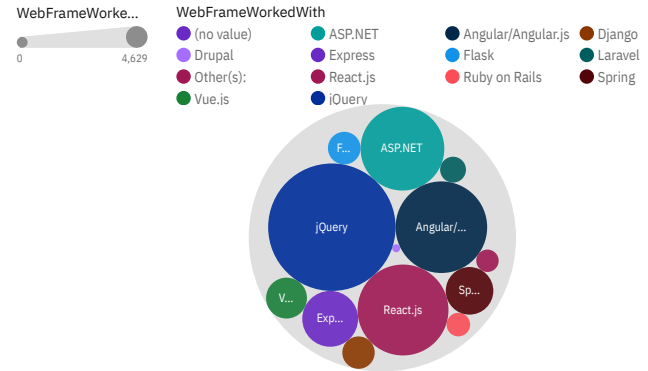 WebFrameWorke... WebFrameWorkedWith
(no value) ASP.NET Angular/Angular.js Django
0 4,629 Drupal Express Flask Laravel
Other(s): React.js Ruby on Rails Spring
Vue.js jQuery
F... ASP.NET
jQuery Angular/...
V... Exp... React.js Sp...